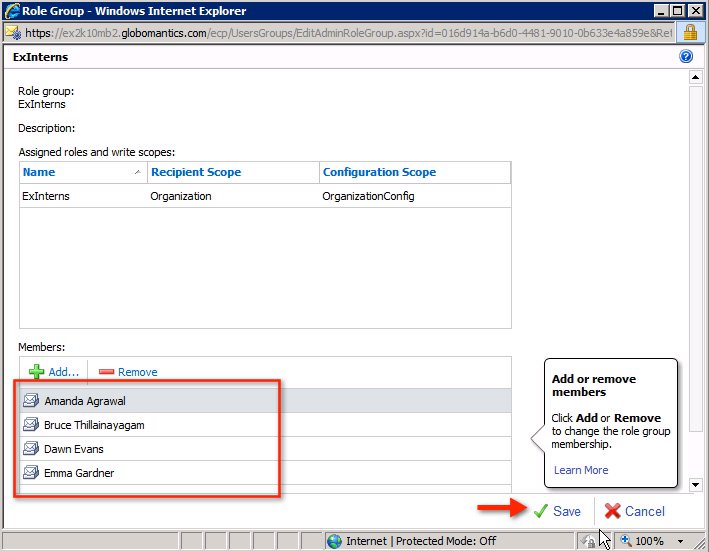 Role Group - Windows Internet Explorer
https://ex2k10mb2.globomantics.com/ecp/UsersGroups/EditAdminRoleGroup.aspx?id=016d914a-b6d0-4481-9010-0b633e4a859e&Ret
ExInterns
Role group:
ExInterns
Description:
Assigned roles and write scopes:
Name Recipient Scope Configuration Scope
ExInterns Organization OrganizationConfig
Members:
Add... Remove
Amanda Agrawal
Bruce Thillainayagam
Dawn Evans
Emma Gardner
Add or remove
members
Click Add or Remove
to change the role group
membership.
Learn More
Save Cancel
Internet | Protected Mode: Off 100%